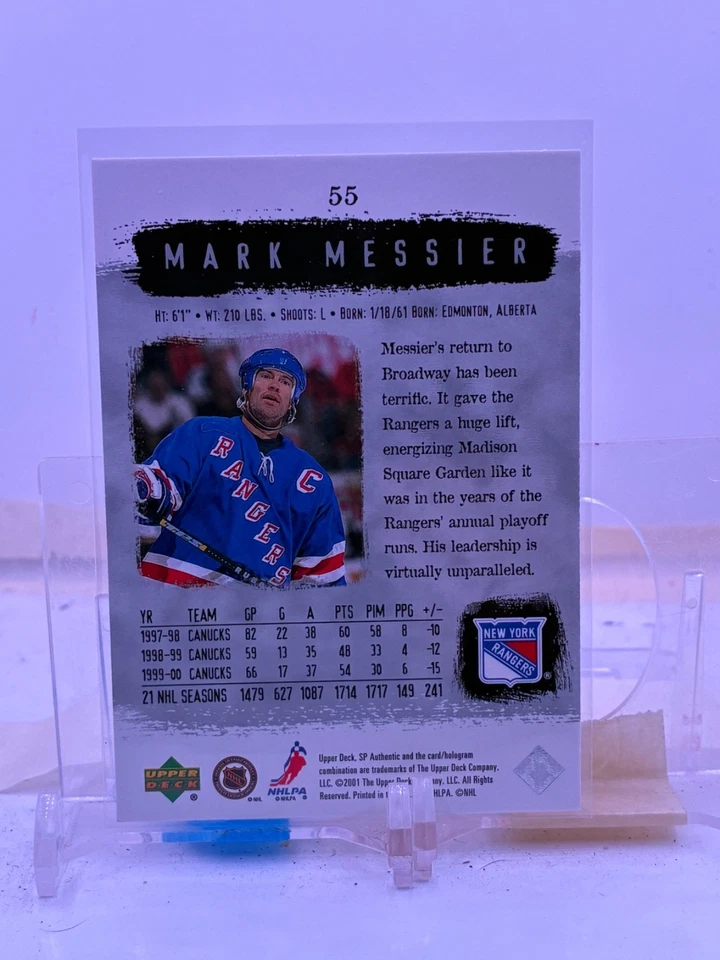 55
MARK MESSIER
HT: 6'1" • WT: 210 LBS. • SHOOTS: L • BORN: 1/18/61 BORN: EDMONTON, ALBERTA
Messier's return to
Broadway has been
terrific. It gave the
Rangers a huge lift,
energizing Madison
Square Garden like it
was in the years of the
Rangers' annual playoff
runs. His leadership is
virtually unparalleled.
RANGERS
C
YR TEAM GP G A PTS PIM PPG +/-
1997-98 CANUCKS 82 22 38 60 58 8 -10
1998-99 CANUCKS 59 13 35 48 33 4 -12
1999-00 CANUCKS 66 17 37 54 30 6 -15
21 NHL SEASONS 1479 627 1087 1714 1717 149 241
NEW YORK
RANGERS
®
UPPER
DECK
®
©NHL
NHLPA
©NHLPA
Upper Deck, SP Authentic and the card/hologram
combination are trademarks of The Upper Deck Company,
LLC. ©2001 The Upper Deck LLC. All Rights
Reserved. Printed in HLPA. ©NHL